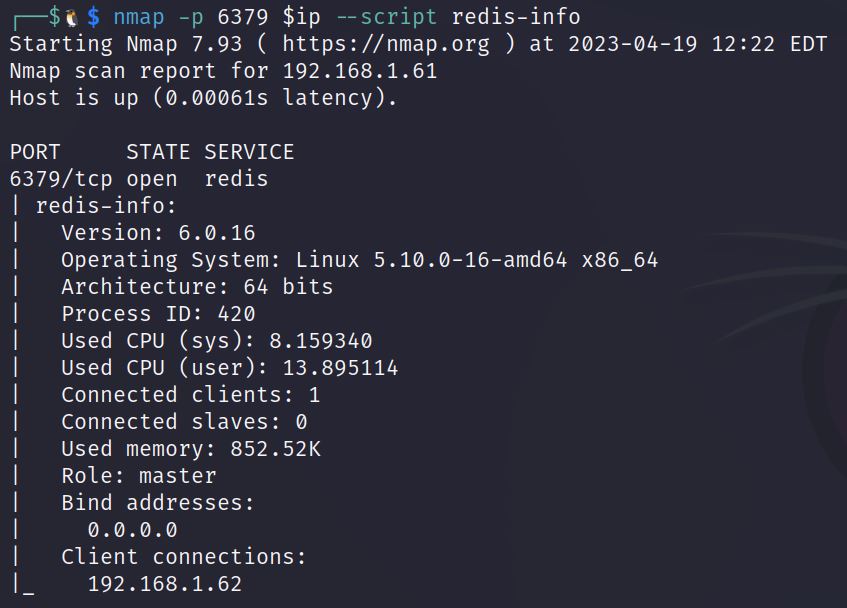 ┌──$🐧 $ nmap -p 6379 $ip --script redis-info
Starting Nmap 7.93 ( https://nmap.org ) at 2023-04-19 12:22 EDT
Nmap scan report for 192.168.1.61
Host is up (0.00061s latency).

PORT     STATE SERVICE
6379/tcp open  redis
| redis-info:
|   Version: 6.0.16
|   Operating System: Linux 5.10.0-16-amd64 x86_64
|   Architecture: 64 bits
|   Process ID: 420
|   Used CPU (sys): 8.159340
|   Used CPU (user): 13.895114
|   Connected clients: 1
|   Connected slaves: 0
|   Used memory: 852.52K
|   Role: master
|   Bind addresses:
|     0.0.0.0
|   Client connections:
|_    192.168.1.62